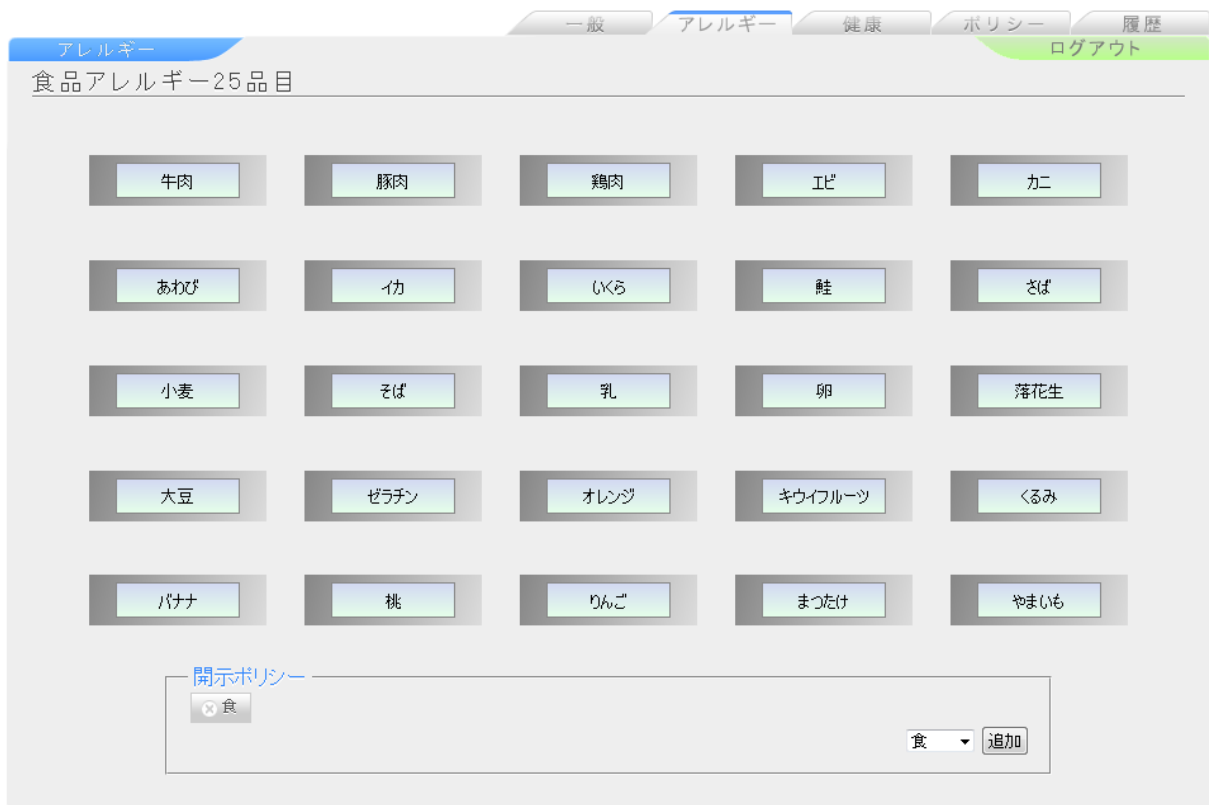 一般 アレルギー 健康 ポリシー 履歴
アレルギー ログアウト
食品アレルギー25品目
牛肉 豚肉 鶏肉 エビ カニ
あわび イカ いくら 鮭 さば
小麦 そば 乳 卵 落花生
大豆 ゼラチン オレンジ キウイフルーツ くるみ
バナナ 桃 りんご まつたけ やまいも
開示ポリシー
食
食 追加